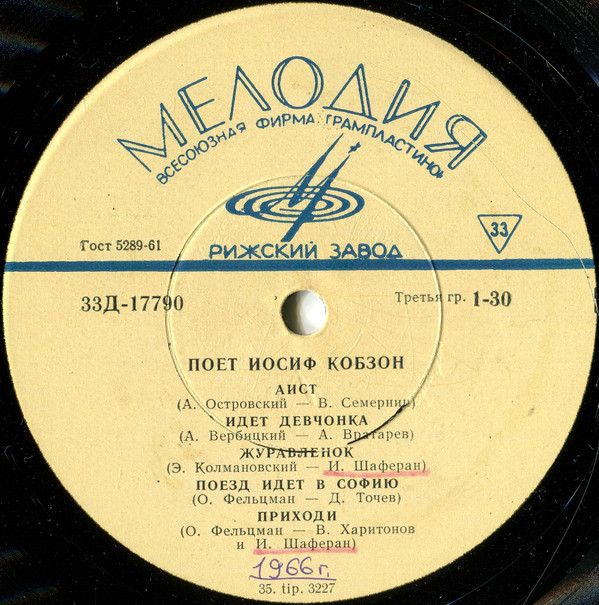 МЕЛОДИЯ
ВСЕСОЮЗНАЯ ФИРМА ГРАМПЛАСТИНОК
РИЖСКИЙ ЗАВОД
Гост 5289-61
33
33Д-17790
Третья гр. 1-30
ПОЕТ ИОСИФ КОБЗОН
АИСТ
(А. Островский — В. Семернин)
ИДЕТ ДЕВЧОНКА
(А. Вербицкий — А. Вратарев)
ЖУРАВЛЕНОК
(Э. Колмановский — И. Шаферан)
ПОЕЗД ИДЕТ В СОФИЮ
(О. Фельцман — Д. Точев)
ПРИХОДИ
(О. Фельцман — В. Харитонов
и И. Шаферан)
1966 г.
35. tip. 3227